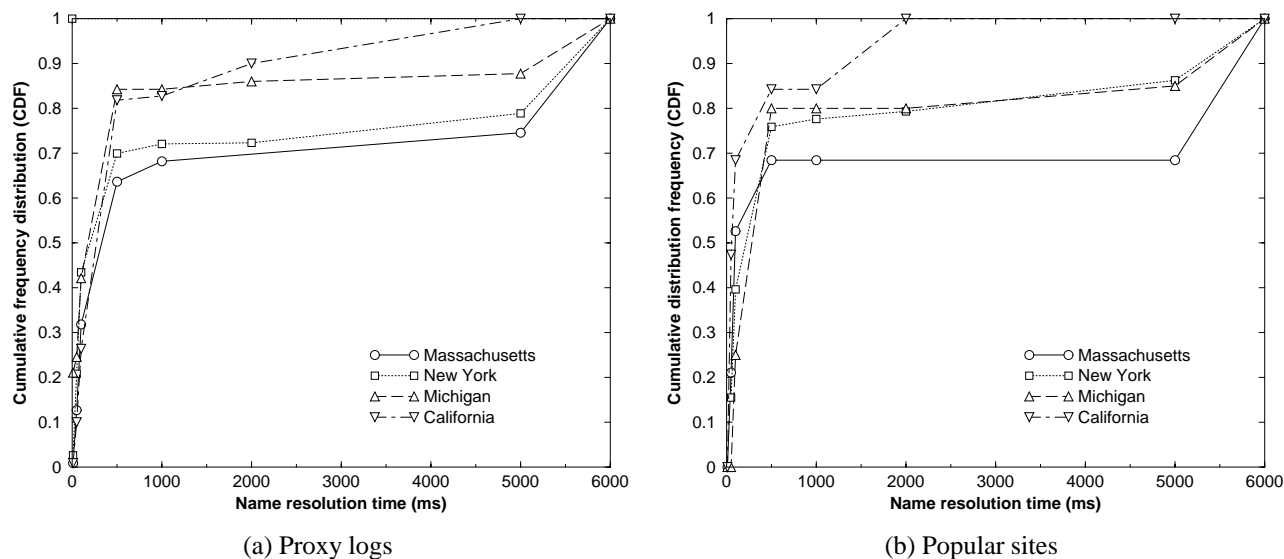 Cumulative frequency distribution (CDF)
1
0.9
0.8
0.7
0.6
0.5
0.4
0.3
0.2
0.1
0
0 1000 2000 3000 4000 5000 6000
Name resolution time (ms)
Massachusetts
New York
Michigan
California
(a) Proxy logs
Cumulative distribution frequency (CDF)
1
0.9
0.8
0.7
0.6
0.5
0.4
0.3
0.2
0.1
0
0 1000 2000 3000 4000 5000 6000
Name resolution time (ms)
Massachusetts
New York
Michigan
California
(b) Popular sites